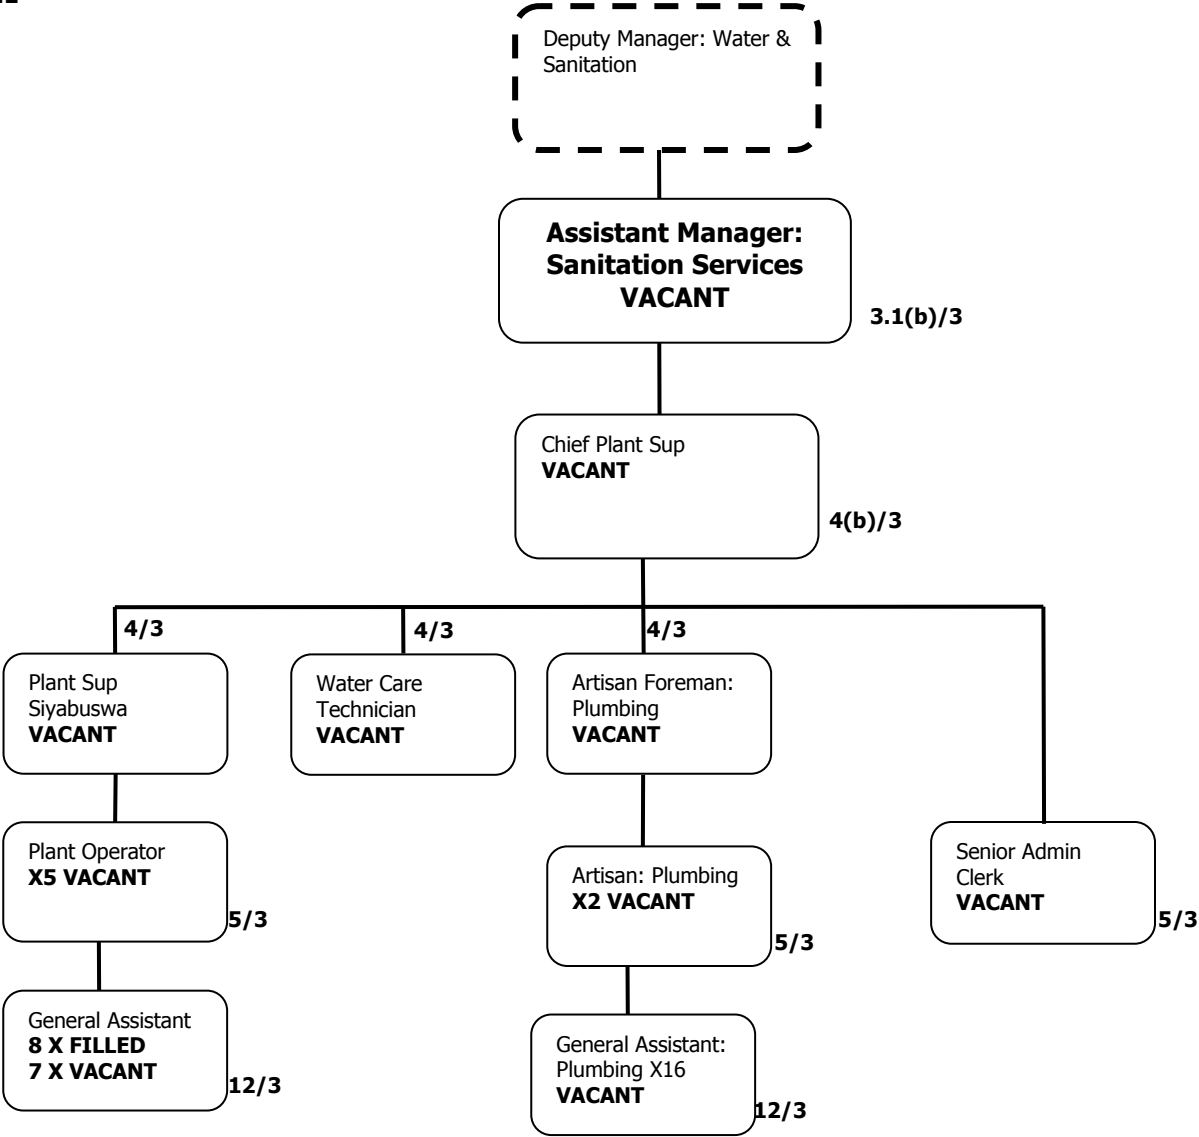 Deputy Manager: Water &
Sanitation
Assistant Manager:
Sanitation Services
VACANT
3.1(b)/3
Chief Plant Sup
VACANT
4(b)/3
4/3
4/3
4/3
Plant Sup
Siyabuswa
VACANT
Water Care
Technician
VACANT
Artisan Foreman:
Plumbing
VACANT
Plant Operator
X5 VACANT
5/3
Artisan: Plumbing
X2 VACANT
5/3
Senior Admin
Clerk
VACANT
5/3
General Assistant
8 X FILLED
7 X VACANT
12/3
General Assistant:
Plumbing X16
VACANT
12/3